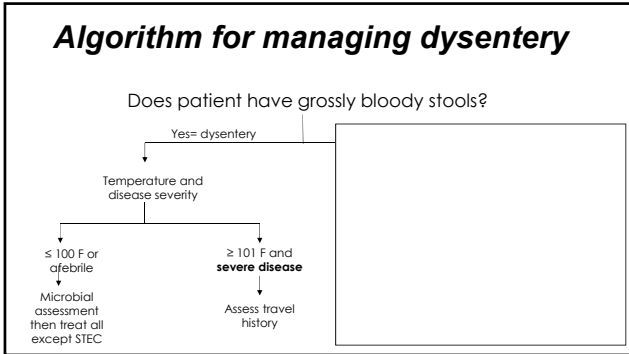 Algorithm for managing dysentery
Does patient have grossly bloody stools?
Yes= dysentery
Temperature and
disease severity
≤ 100 F or
afebrile
Microbial
assessment
then treat all
except STEC
≥ 101 F and
severe disease
Assess travel
history